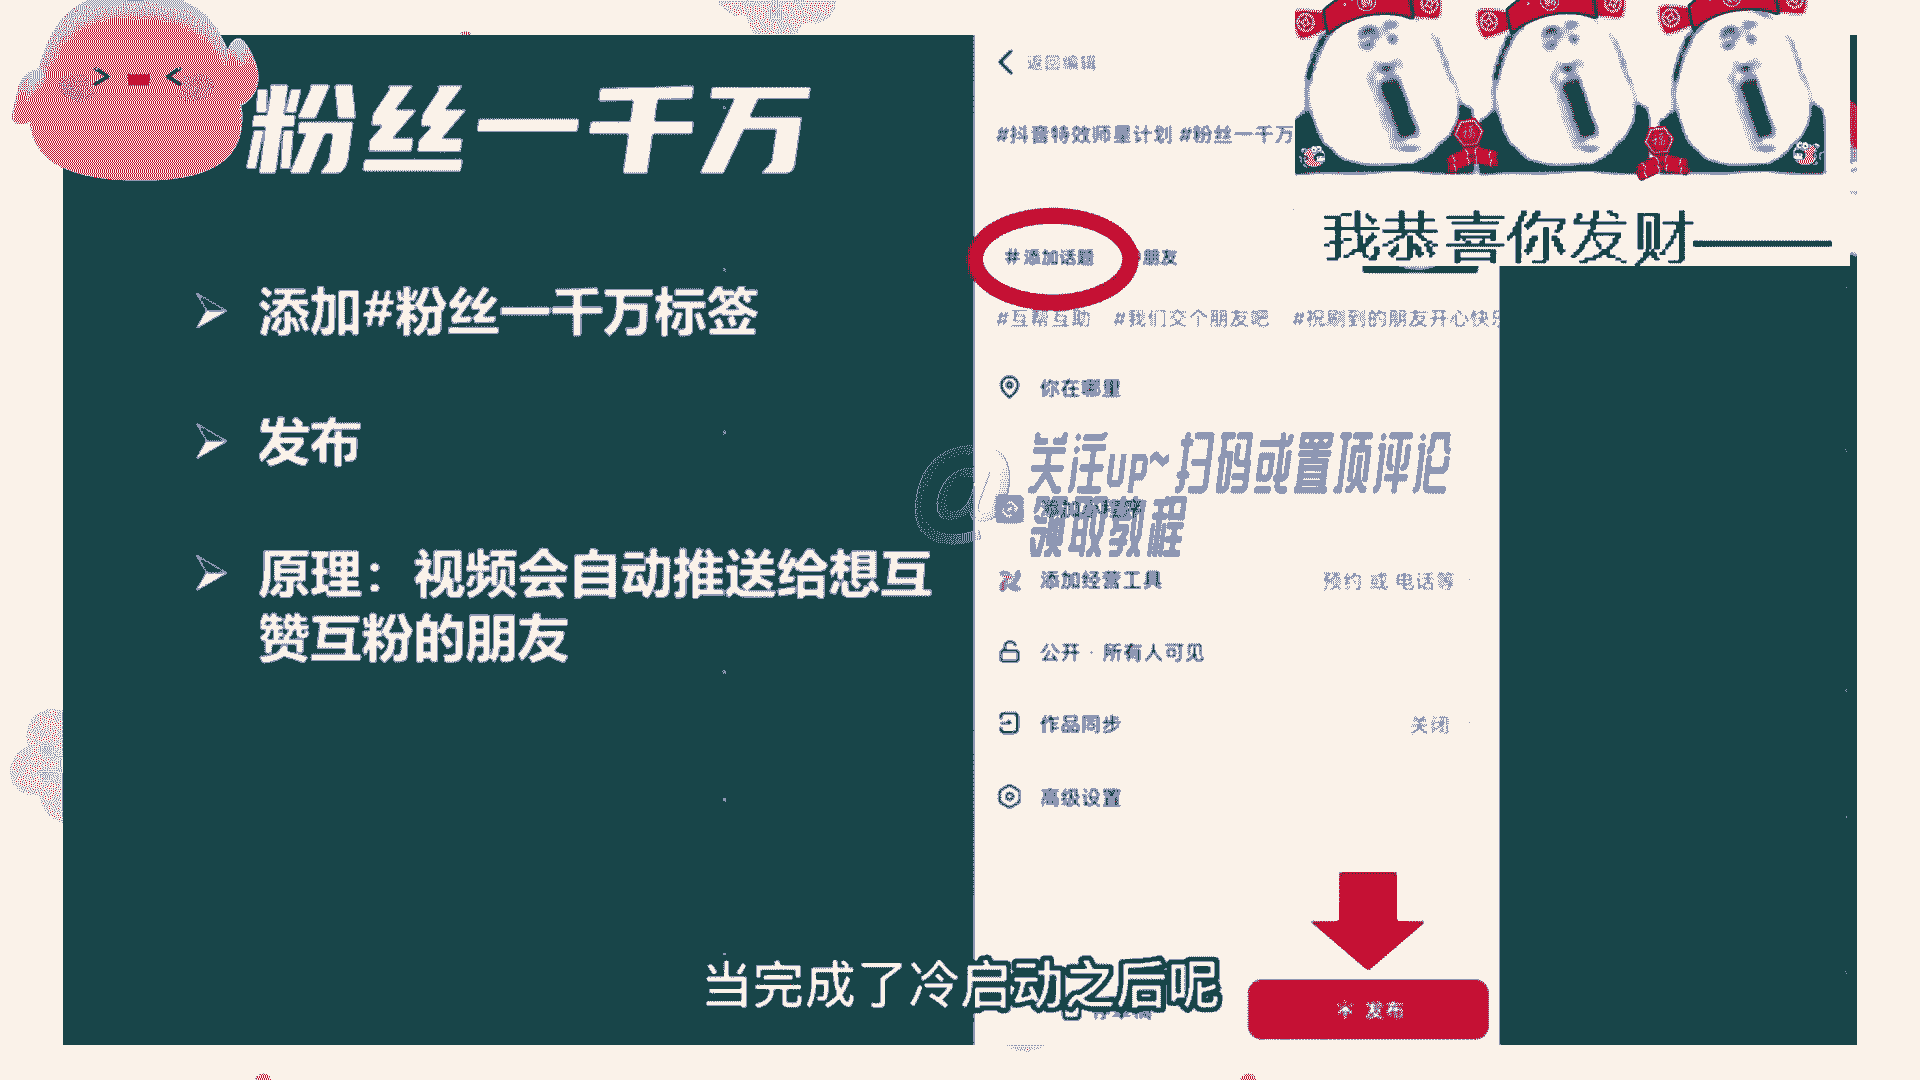 粉丝一千万
添加#粉丝一千万标签
发布
原理：视频会自动推送给想互
赞互粉的朋友
返回编辑
#抖音特效师星计划 #粉丝一千万
#添加话题
朋友
#互帮互助 #我们交个朋友吧 #祝刷到的朋友开心快乐
你在哪里
关注up~扫码或置顶评论
领取教程
添加小程序
添加经营工具
预约 或 电话等
公开 · 所有人可见
作品同步
关闭
高级设置
我恭喜你发财——
发布
当完成了冷启动之后呢